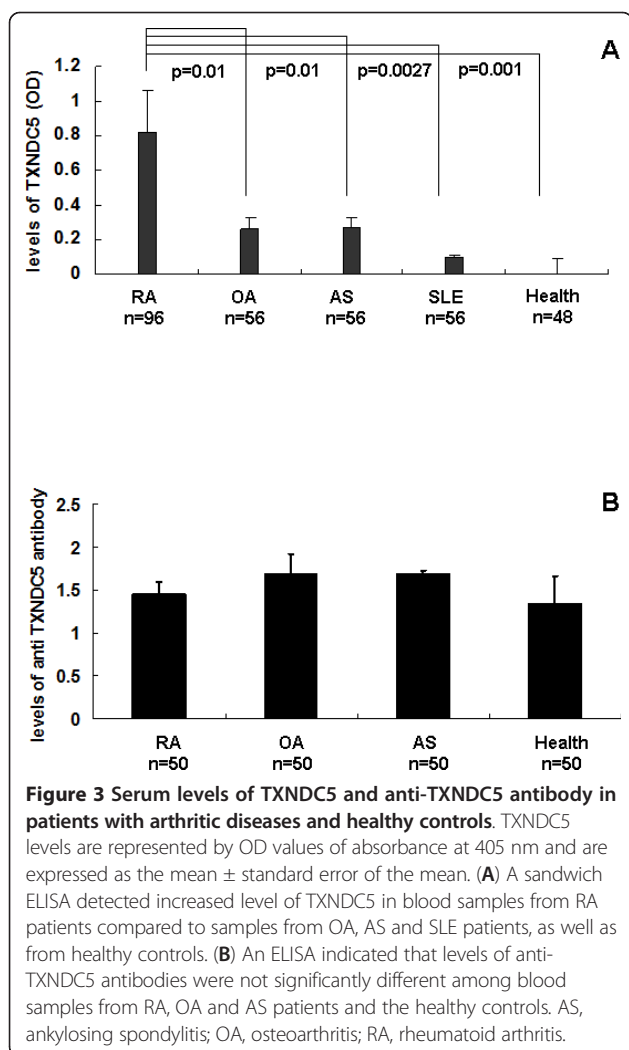 A
p=0.01 p=0.01 p=0.0027 p=0.001
levels of TXNDC5 (OD)
1.2
1
0.8
0.6
0.4
0.2
0
RA OA AS SLE Health
n=96 n=56 n=56 n=56 n=48
B
levels of anti TXNDC5 antibody
2.5
2
1.5
1
0.5
0
RA OA AS Health
n=50 n=50 n=50 n=50
Figure 3 Serum levels of TXNDC5 and anti-TXNDC5 antibody in
patients with arthritic diseases and healthy controls. TXNDC5
levels are represented by OD values of absorbance at 405 nm and are
expressed as the mean ± standard error of the mean. (A) A sandwich
ELISA detected increased level of TXNDC5 in blood samples from RA
patients compared to samples from OA, AS and SLE patients, as well as
from healthy controls. (B) An ELISA indicated that levels of anti-
TXNDC5 antibodies were not significantly different among blood
samples from RA, OA and AS patients and the healthy controls. AS,
ankylosing spondylitis; OA, osteoarthritis; RA, rheumatoid arthritis.